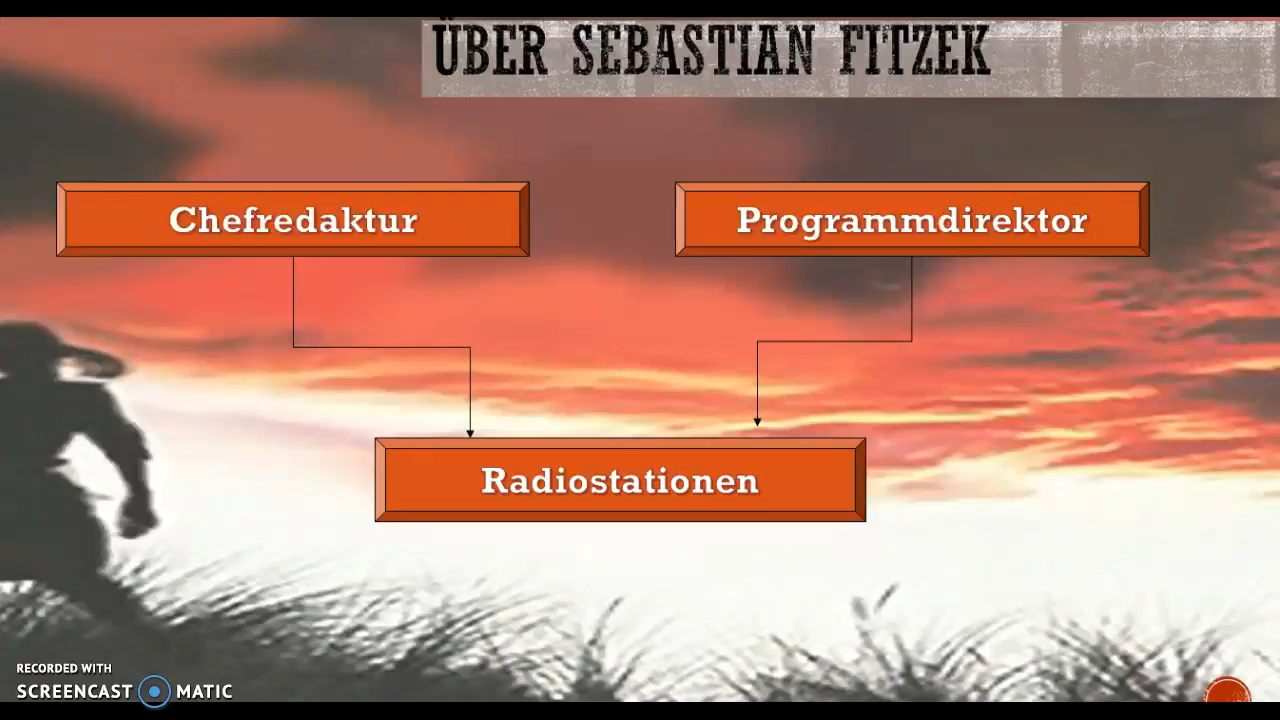 ÜBER SEBASTIAN FITZEK
Chefredaktur
Programmdirektor
Radiostationen
RECORDED WITH
SCREENCAST MATIC